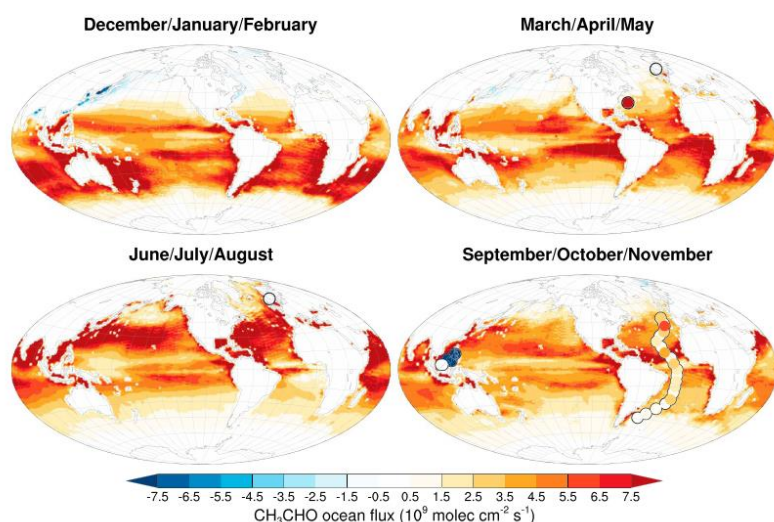 December/January/February
March/April/May
June/July/August
September/October/November
-7.5 -6.5 -5.5 -4.5 -3.5 -2.5 -1.5 -0.5 0.5 1.5 2.5 3.5 4.5 5.5 6.5 7.5
CH₃CHO ocean flux (10⁹ molec cm⁻² s⁻¹)